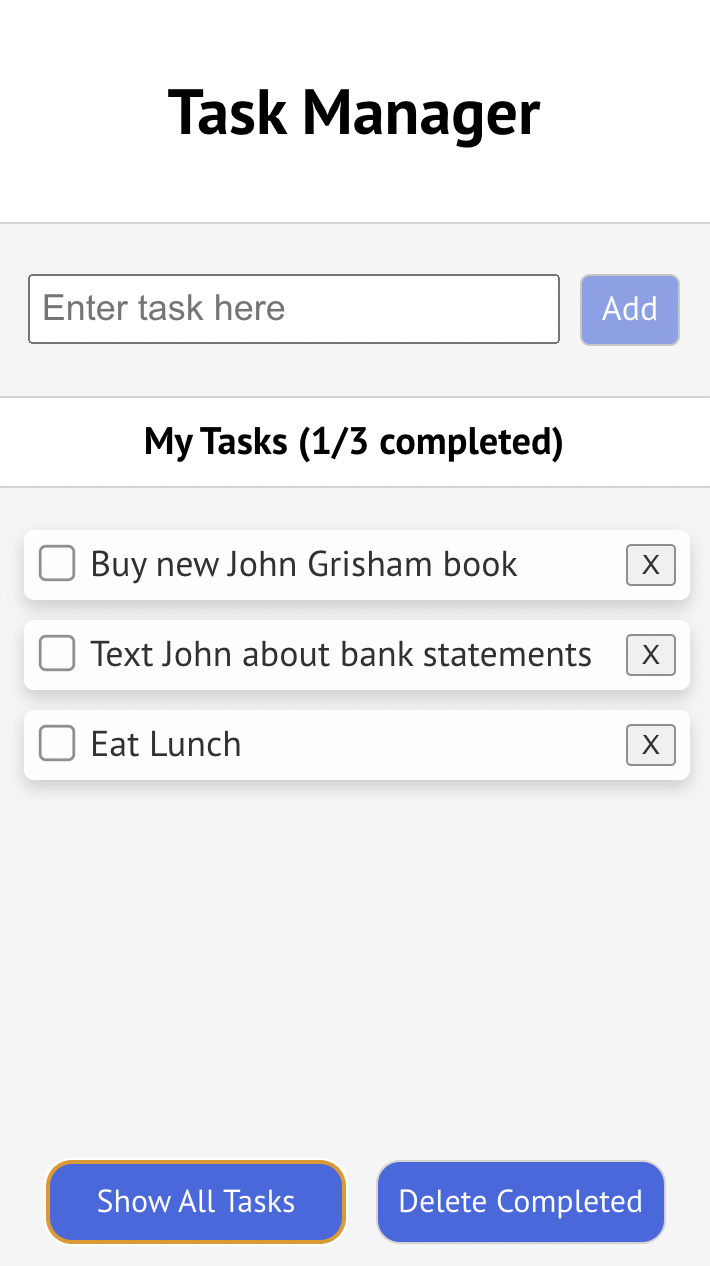 Task Manager
Enter task here
Add
My Tasks (1/3 completed)
Buy new John Grisham book
X
Text John about bank statements
X
Eat Lunch
X
Show All Tasks
Delete Completed